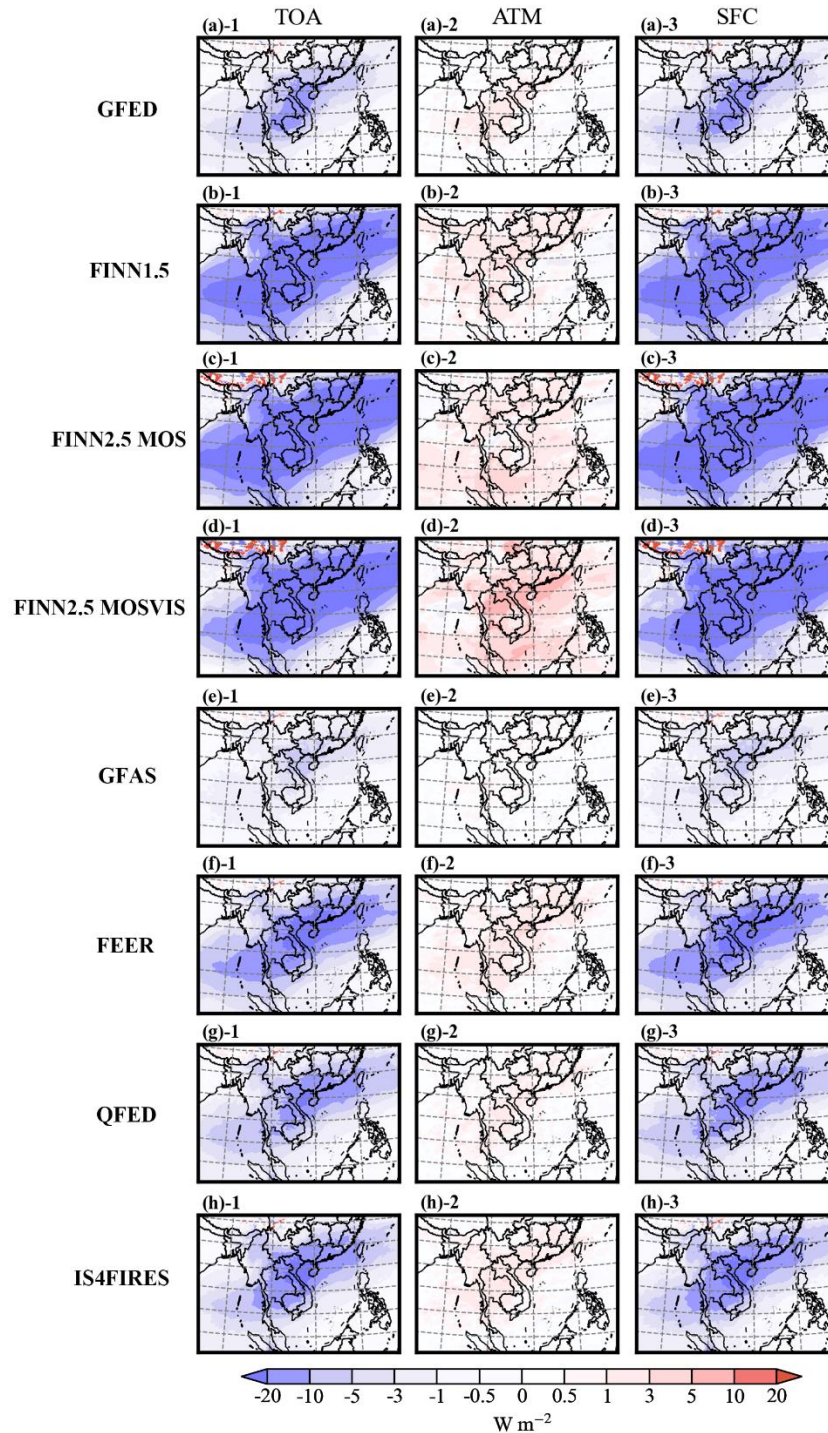 TOA ATM SFC
(a)-1 (a)-2 (a)-3
GFED
(b)-1 (b)-2 (b)-3
FINN1.5
(c)-1 (c)-2 (c)-3
FINN2.5 MOS
(d)-1 (d)-2 (d)-3
FINN2.5 MOSVIS
(e)-1 (e)-2 (e)-3
GFAS
(f)-1 (f)-2 (f)-3
FEER
(g)-1 (g)-2 (g)-3
QFED
(h)-1 (h)-2 (h)-3
IS4FIRES
-20 -10 -5 -3 -1 -0.5 0 0.5 1 3 5 10 20
W m⁻²